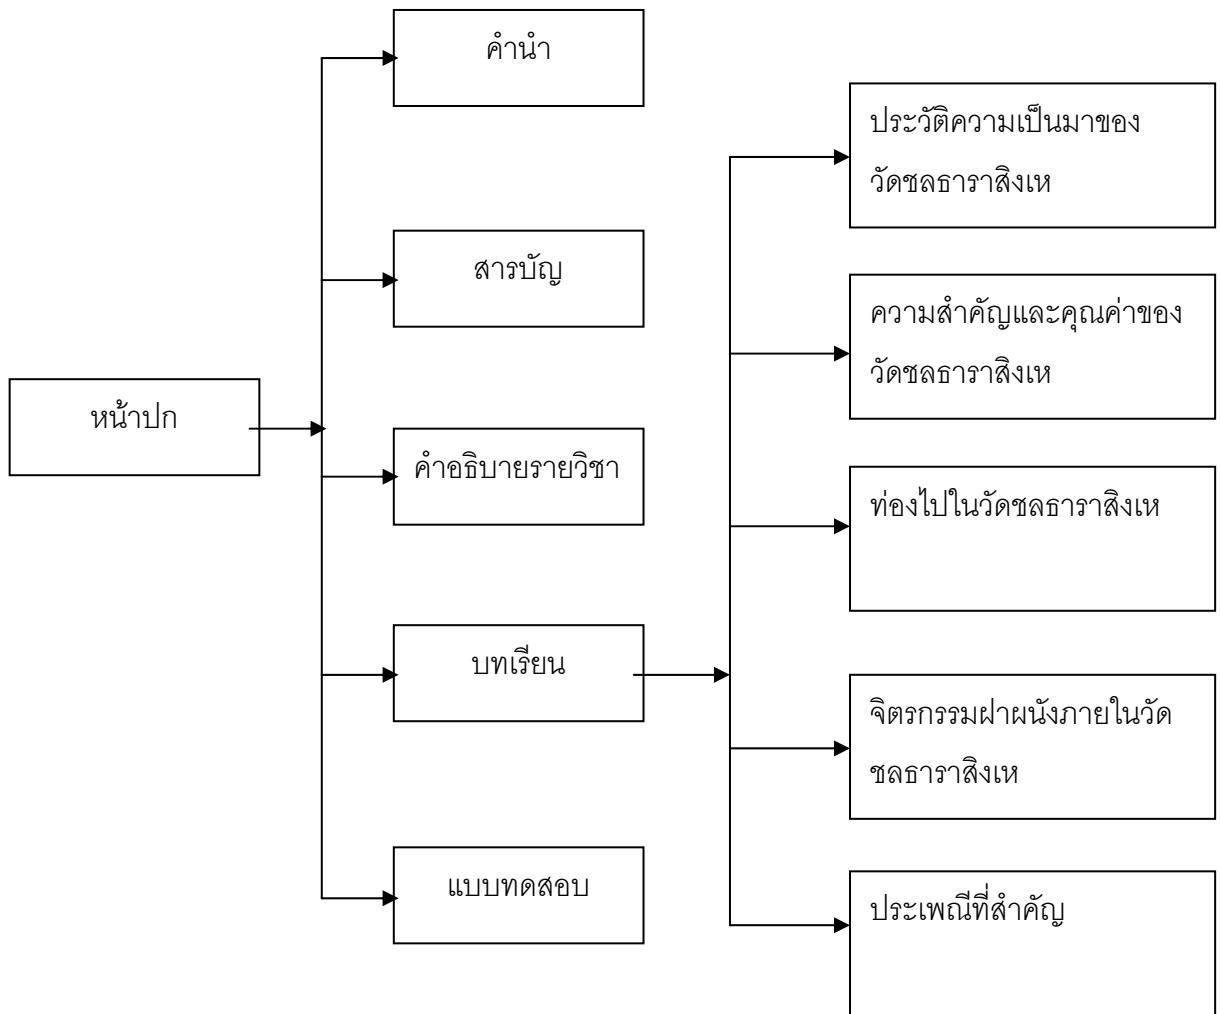 หน้าปก
คำนำ
สารบัญ
คำอธิบายรายวิชา
บทเรียน
แบบทดสอบ
ประวัติความเป็นมาของ
วัดชลธาราสิงเห
ความสำคัญและคุณค่าของ
วัดชลธาราสิงเห
ท่องไปในวัดชลธาราสิงเห
จิตรกรรมฝาผนังภายในวัด
ชลธาราสิงเห
ประเพณีที่สำคัญ